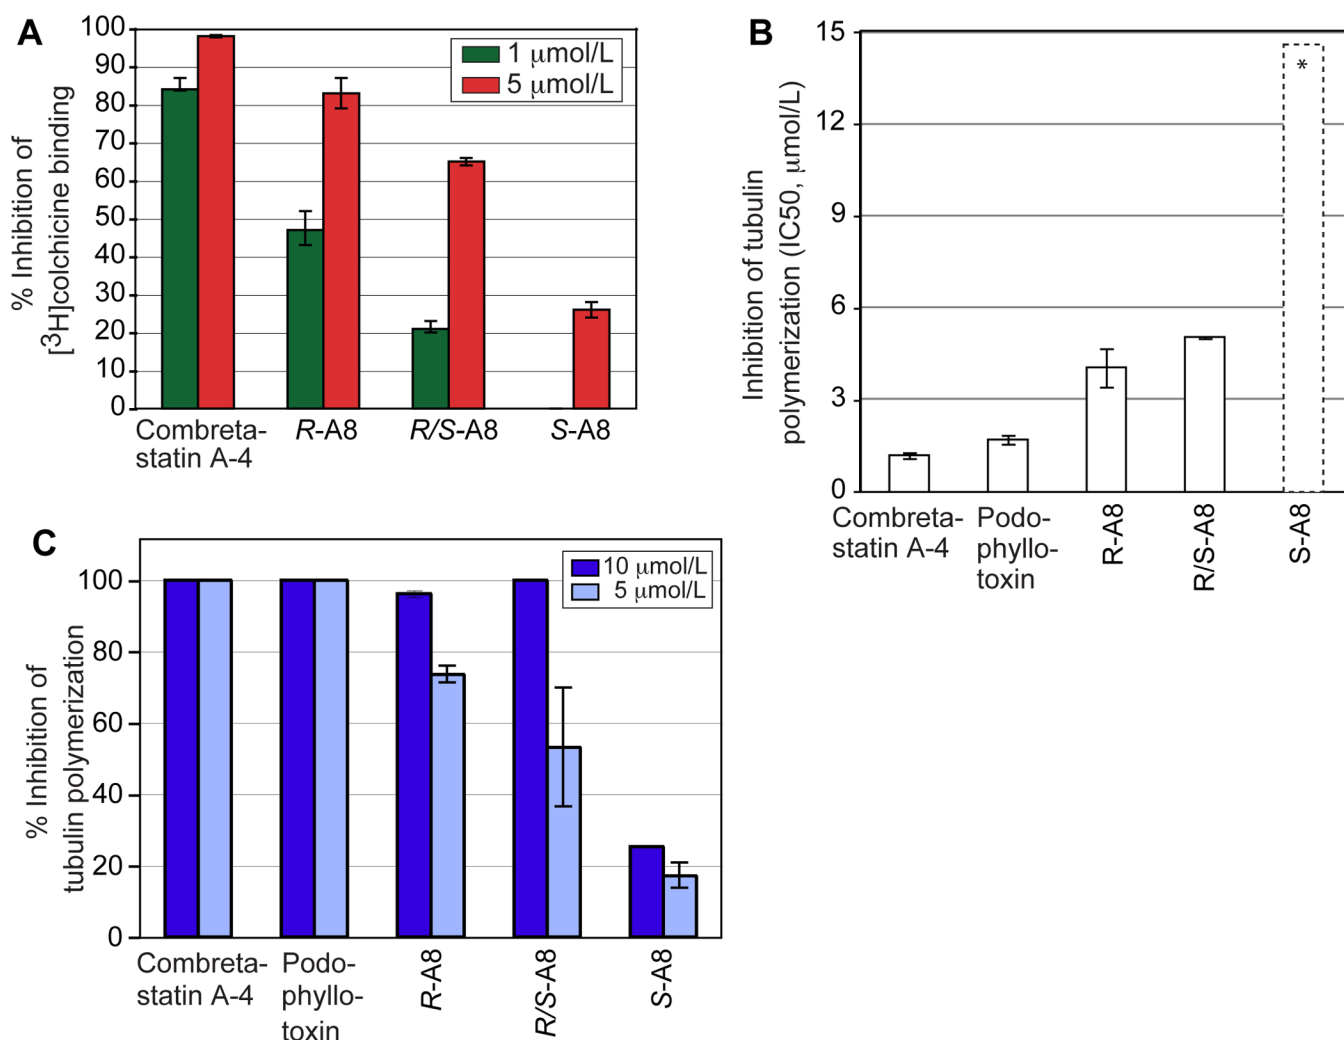 A
100
90
80
70
60
50
40
30
20
10
0
% Inhibition of
[³H]colchicine binding
1 μmol/L
5 μmol/L
Combreta-
statin A-4
R-A8
R/S-A8
S-A8
B
15
12
9
6
3
0
Inhibition of tubulin
polymerization (IC50, μmol/L)
*
Combreta-
statin A-4
Podo-
phyllo-
toxin
R-A8
R/S-A8
S-A8
C
100
80
60
40
20
0
% Inhibition of
tubulin polymerization
10 μmol/L
5 μmol/L
Combreta-
statin A-4
Podo-
phyllo-
toxin
R-A8
R/S-A8
S-A8